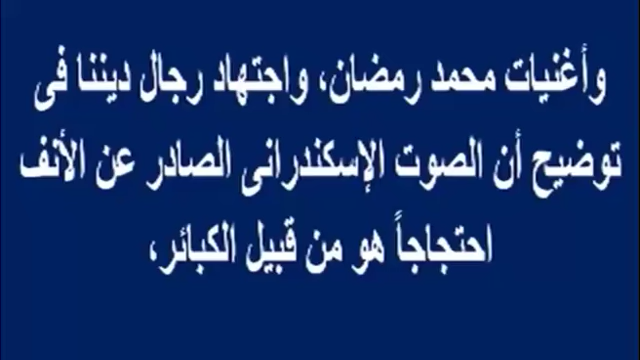 وأغنيات محمد رمضان، واجتهاد رجال ديننا فى
توضيح أن الصوت الإسكندرانى الصادر عن الأنف
احتجاجاً هو من قبيل الكبائر،